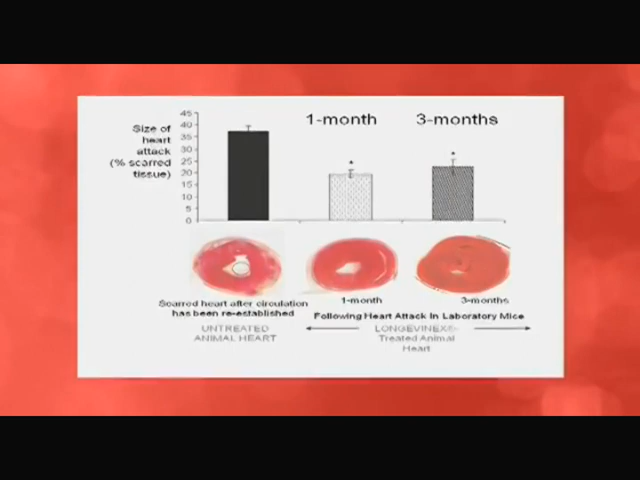 1-month
3-months
Size of
heart
attack
(% scarred
tissue)
45
40
35
30
25
20
15
10
5
0
*
*
Scarred heart after circulation
has been re-established
1-month
3-months
Following Heart Attack In Laboratory Mice
UNTREATED
ANIMAL HEART
LONGEVINEX®-
Treated Animal
Heart